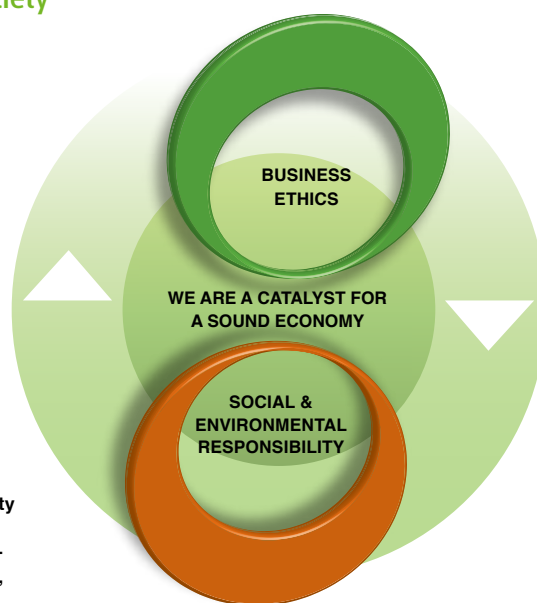 BUSINESS
ETHICS
WE ARE A CATALYST FOR
A SOUND ECONOMY
SOCIAL &
ENVIRONMENTAL
RESPONSIBILITY